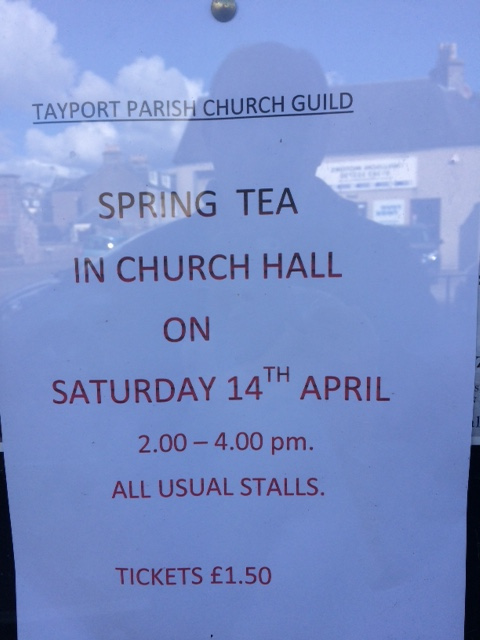 TAYPORT PARISH CHURCH GUILD
SPRING TEA
IN CHURCH HALL
ON
SATURDAY 14TH APRIL
2.00 – 4.00 pm.
ALL USUAL STALLS.
TICKETS £1.50